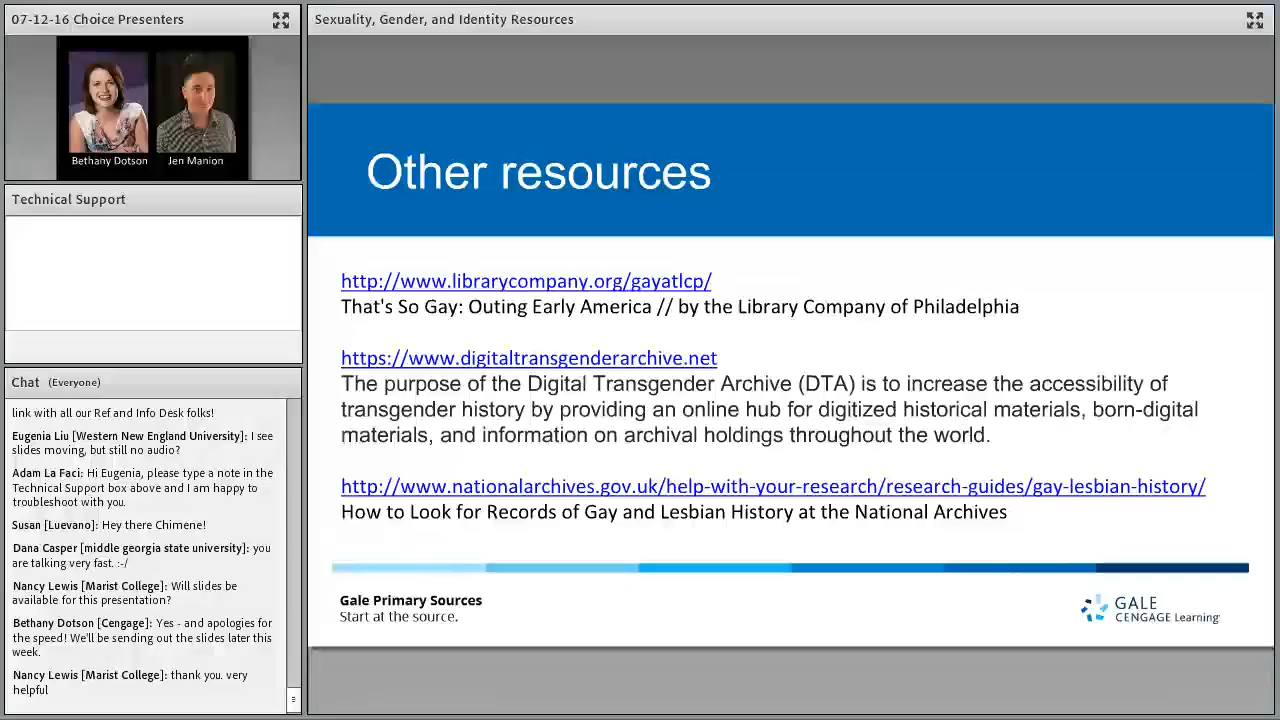 07-12-16 Choice Presenters
Bethany Dotson
Jen Manion
Technical Support
Chat (Everyone)
link with all our Ref and Info Desk folks!
Eugenia Liu [Western New England University]: I see
slides moving, but still no audio?
Adam La Faci: Hi Eugenia, please type a note in the
Technical Support box above and I am happy to
troubleshoot with you.
Susan [Luevano]: Hey there Chimene!
Dana Casper [middle georgia state university]: you
are talking very fast. :-/
Nancy Lewis [Marist College]: Will slides be
available for this presentation?
Bethany Dotson [Cengage]: Yes - and apologies for
the speed! We'll be sending out the slides later this
week.
Nancy Lewis [Marist College]: thank you. very
helpful
Sexuality, Gender, and Identity Resources
Other resources
http://www.librarycompany.org/gayatlcp/
That's So Gay: Outing Early America // by the Library Company of Philadelphia
https://www.digitaltransgenderarchive.net
The purpose of the Digital Transgender Archive (DTA) is to increase the accessibility of
transgender history by providing an online hub for digitized historical materials, born-digital
materials, and information on archival holdings throughout the world.
http://www.nationalarchives.gov.uk/help-with-your-research/research-guides/gay-lesbian-history/
How to Look for Records of Gay and Lesbian History at the National Archives
Gale Primary Sources
Start at the source.
GALE
CENGAGE Learning